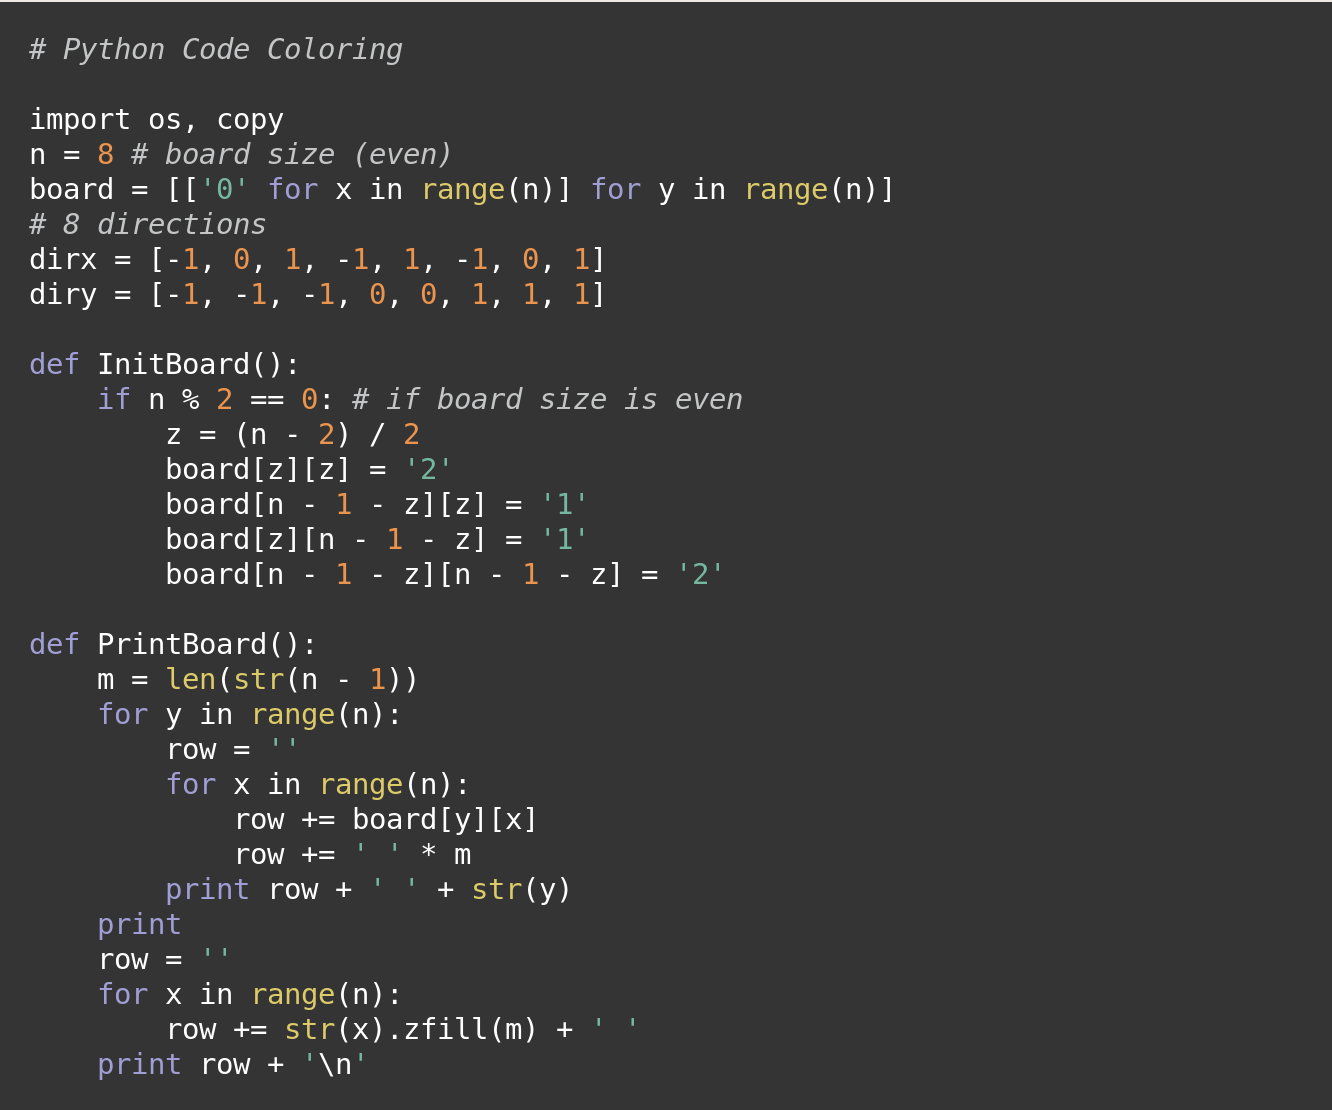 # Python Code Coloring

import os, copy
n = 8 # board size (even)
board = [['0' for x in range(n)] for y in range(n)]
# 8 directions
dirx = [-1, 0, 1, -1, 1, -1, 0, 1]
diry = [-1, -1, -1, 0, 0, 1, 1, 1]

def InitBoard():
    if n % 2 == 0: # if board size is even
        z = (n - 2) / 2
        board[z][z] = '2'
        board[n - 1 - z][z] = '1'
        board[z][n - 1 - z] = '1'
        board[n - 1 - z][n - 1 - z] = '2'

def PrintBoard():
    m = len(str(n - 1))
    for y in range(n):
        row = ''
        for x in range(n):
            row += board[y][x]
            row += ' ' * m
        print row + ' ' + str(y)
    print
    row = ''
    for x in range(n):
        row += str(x).zfill(m) + ' '
    print row + '\n'